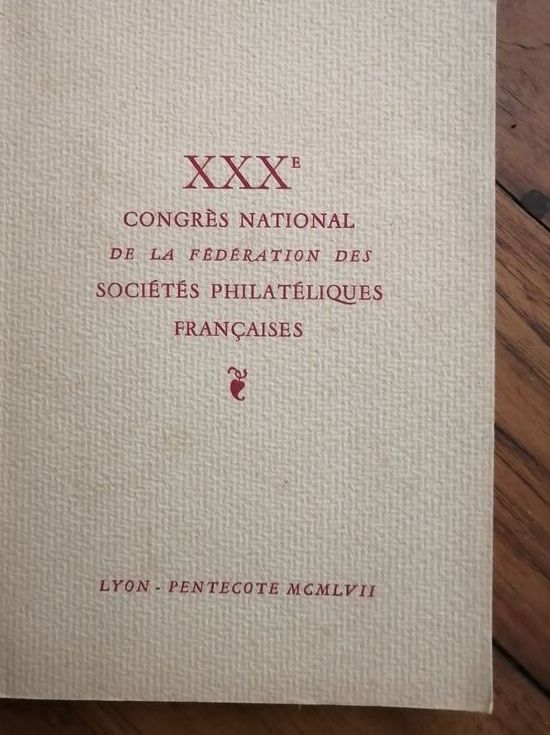 XXXE
CONGRÈS NATIONAL
DE LA FÉDÉRATION DES
SOCIÉTÉS PHILATÉLIQUES
FRANÇAISES
LYON - PENTECOTE MCMLVII